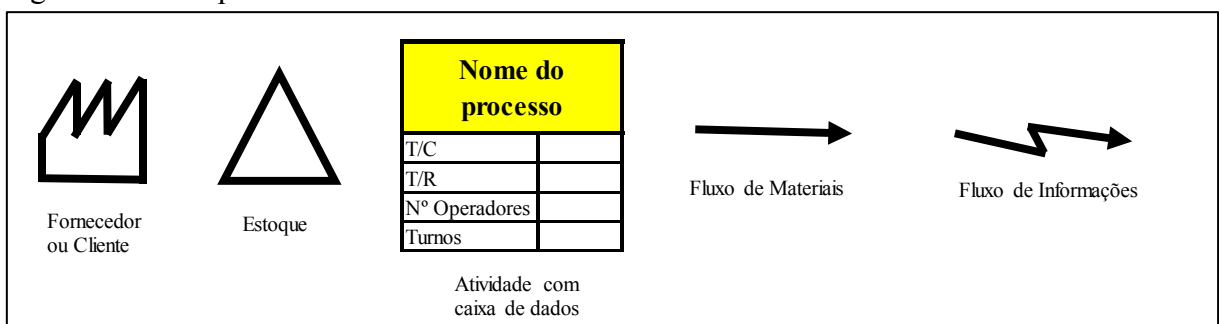 Nome do
processo
T/C
T/R
Nº Operadores
Turnos
Fornecedor
ou Cliente
Estoque
Atividade com
caixa de dados
Fluxo de Materiais
Fluxo de Informações